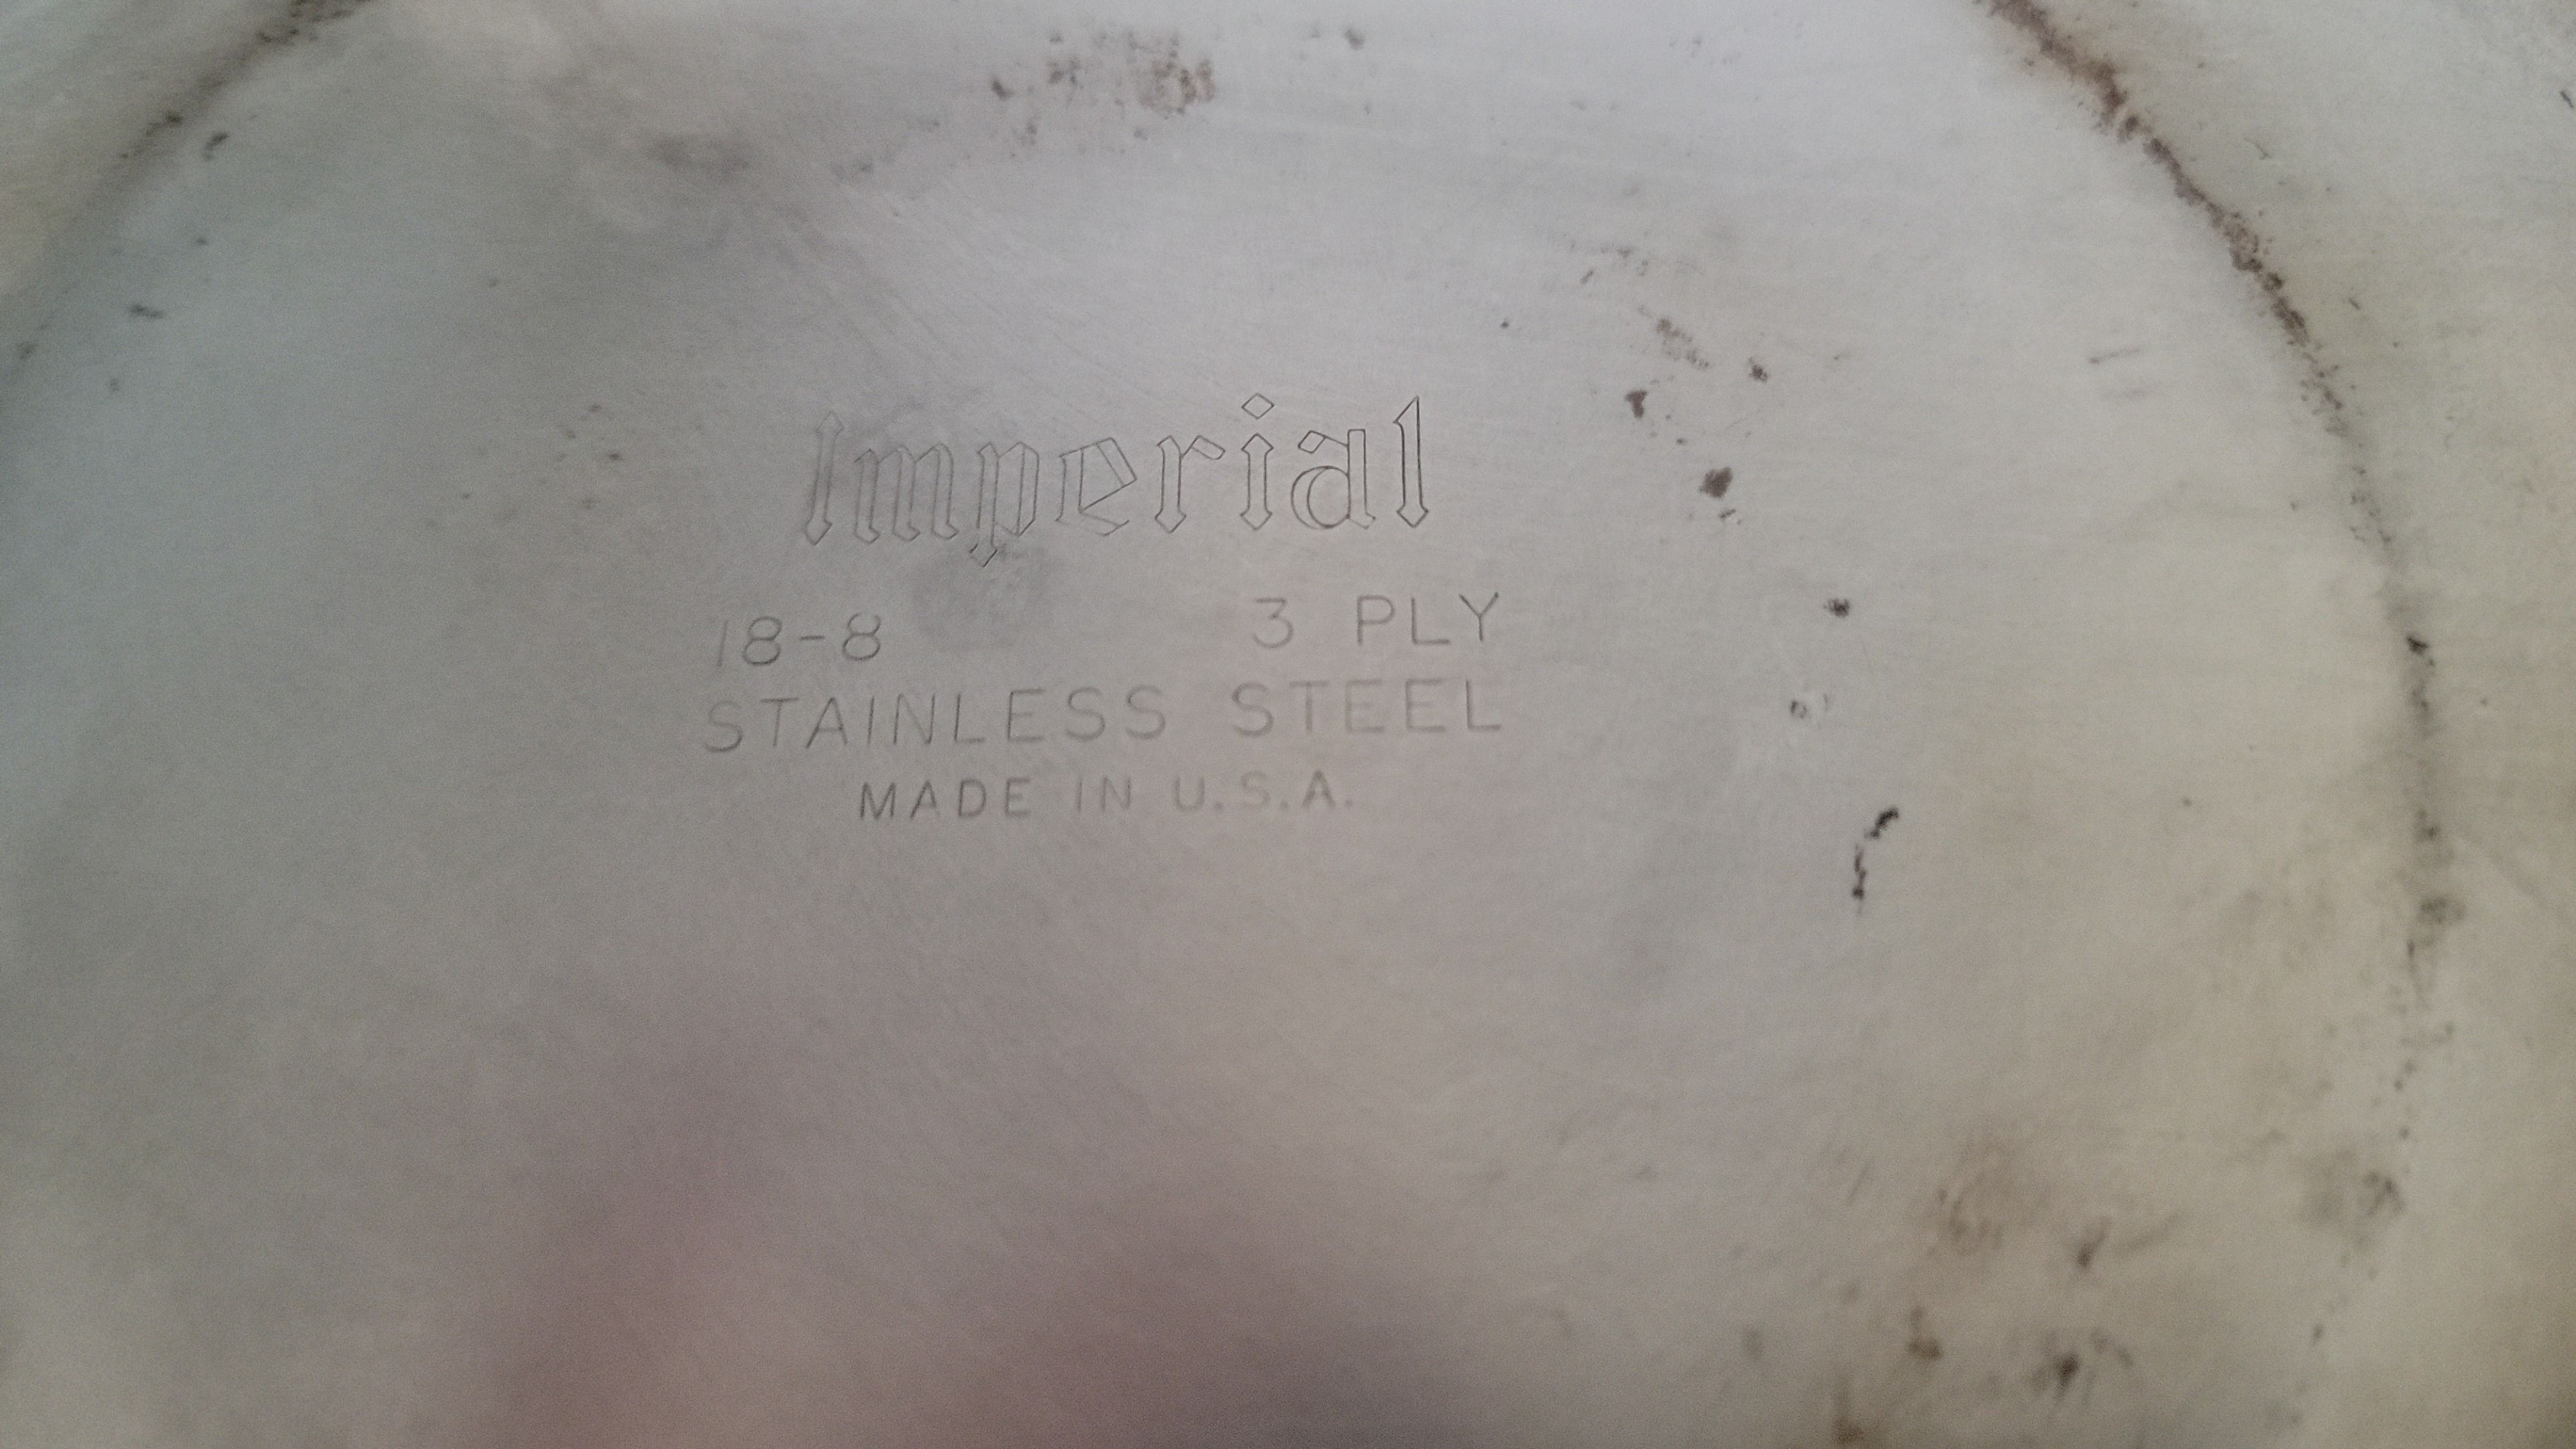 Imperial
18-8 3 PLY
STAINLESS STEEL
MADE IN U.S.A.